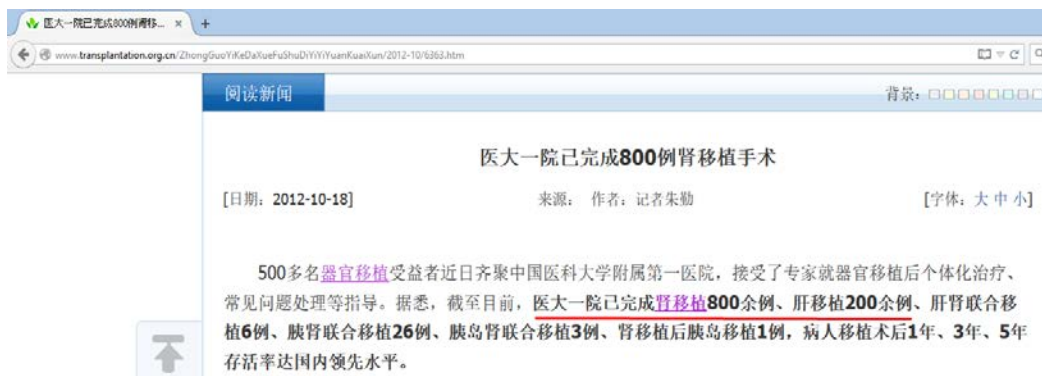 医大一院已完成800例肾移...
www.transplantation.org.cn/ZhongGuoYiKeDaXueFuShuDiYiYiYuanKuaiXun/2012-10/6363.htm
阅读新闻 背景：
医大一院已完成800例肾移植手术
[日期：2012-10-18] 来源： 作者：记者朱勤 [字体：大 中 小]
500多名器官移植受益者近日齐聚中国医科大学附属第一医院，接受了专家就器官移植后个体化治疗、
常见问题处理等指导。据悉，截至目前，医大一院已完成肾移植800余例、肝移植200余例、肝肾联合移
植6例、胰肾联合移植26例、胰岛肾联合移植3例、肾移植后胰岛移植1例，病人移植术后1年、3年、5年
存活率达国内领先水平。